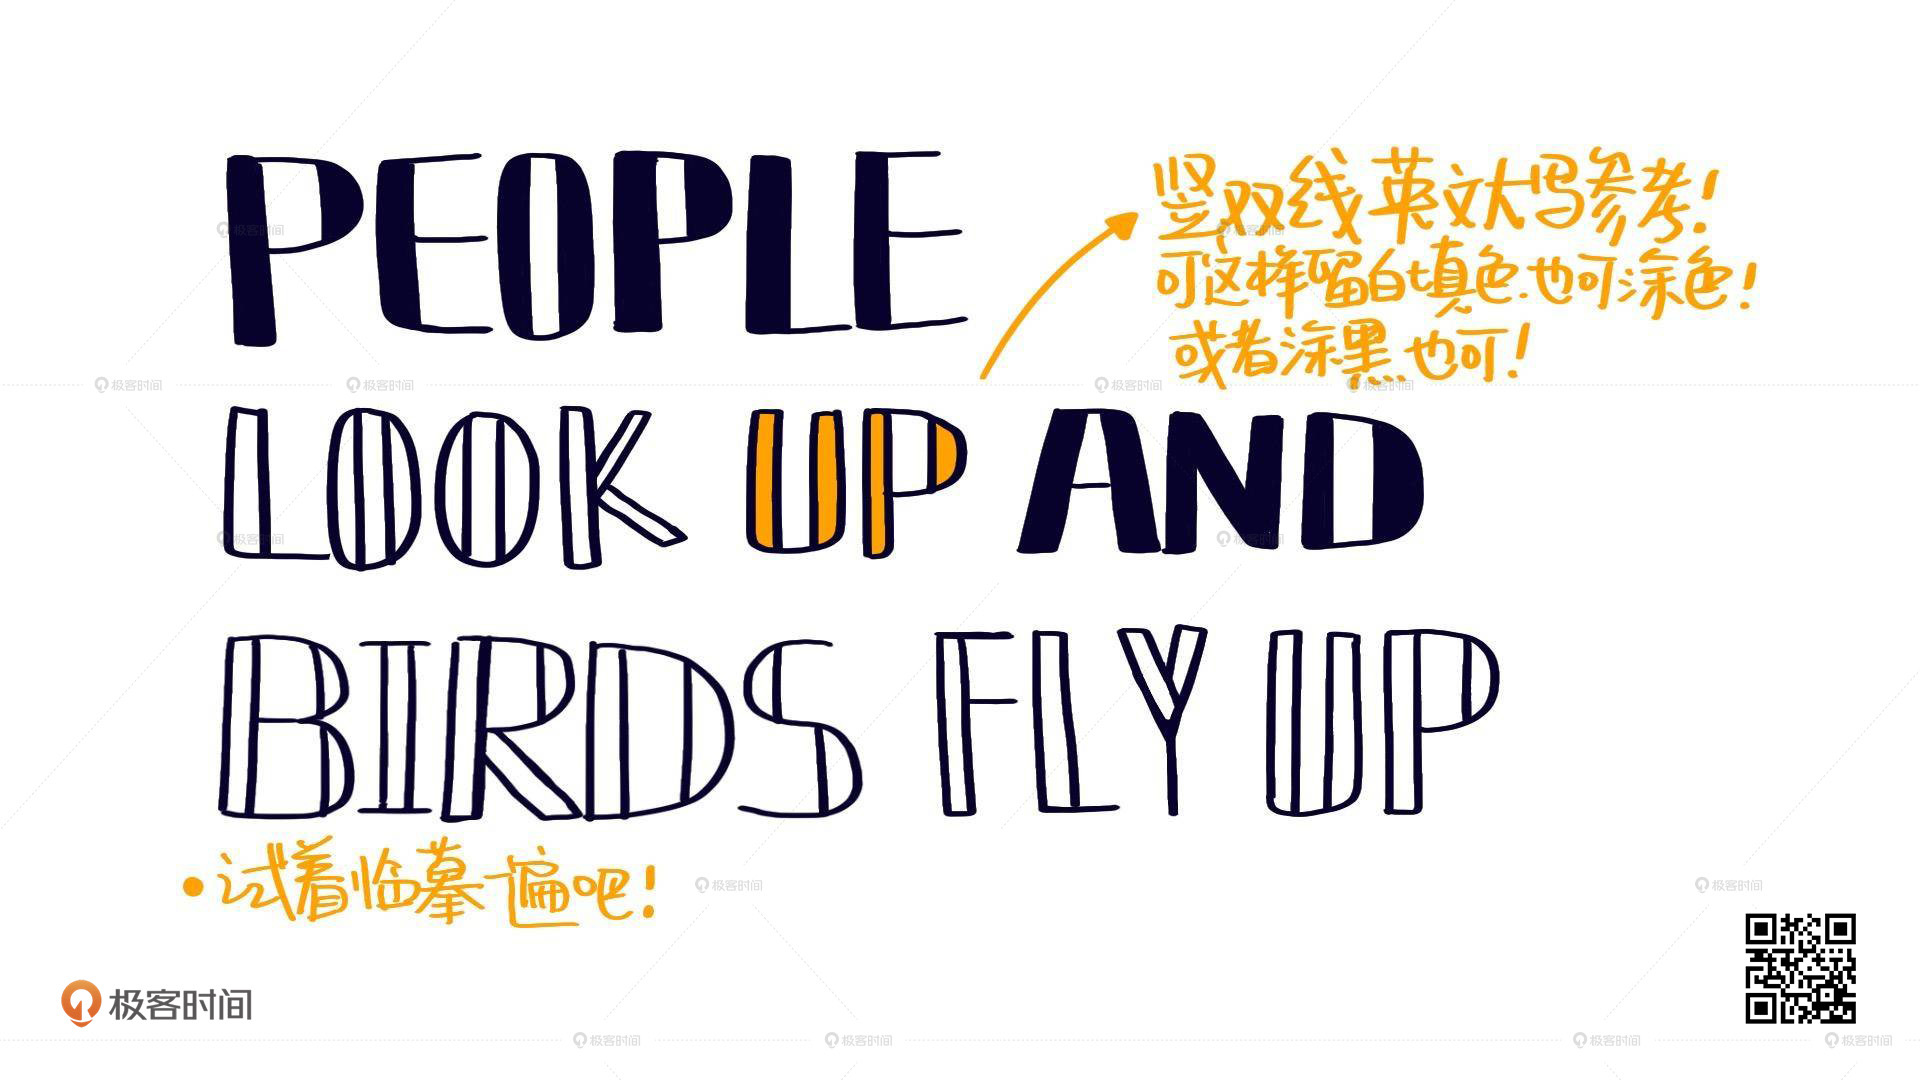 PEOPLE
竖双线英文大写参考!
可这样留白填色.也可涂色!
或者涂黑也可!
LOOK UP AND
BIRDS FLY UP
•试着临摹一遍吧!
极客时间